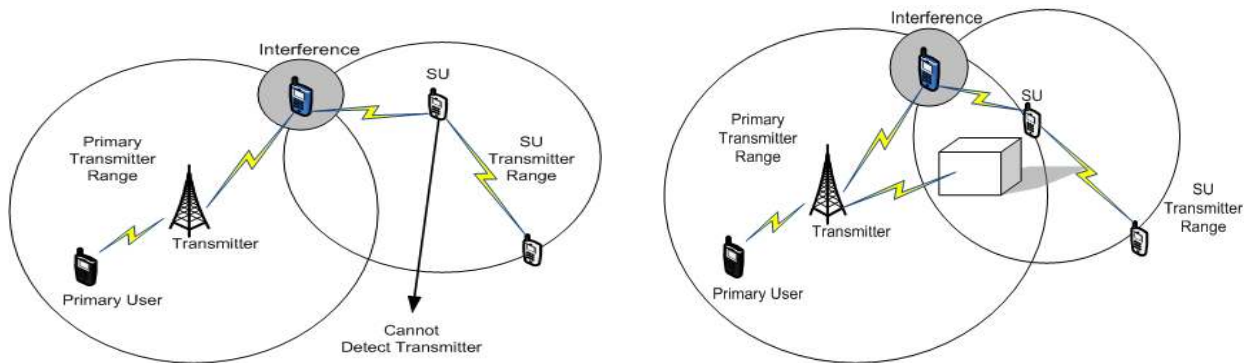 Interference
SU
Primary
Transmitter
Range
SU
Transmitter
Range
Transmitter
Primary User
Cannot
Detect Transmitter
Interference
SU
Primary
Transmitter
Range
SU
Transmitter
Range
Transmitter
Primary User